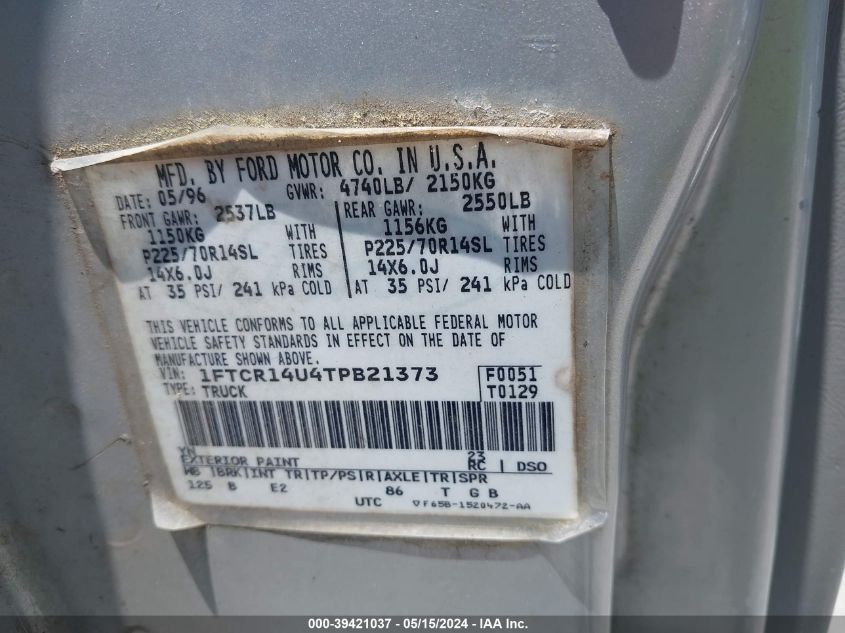 MFD. BY FORD MOTOR CO. IN U.S.A.
DATE: 05/96 GVWR: 4740LB/ 2150KG
FRONT GAWR: 2537LB REAR GAWR: 2550LB
1150KG WITH 1156KG WITH
P225/70R14SL TIRES P225/70R14SL TIRES
14X6.0J RIMS 14X6.0J RIMS
AT 35 PSI/ 241 kPa COLD AT 35 PSI/ 241 kPa COLD
THIS VEHICLE CONFORMS TO ALL APPLICABLE FEDERAL MOTOR
VEHICLE SAFETY STANDARDS IN EFFECT ON THE DATE OF
MANUFACTURE SHOWN ABOVE.
VIN: 1FTCR14U4TPB21373 F0051
TYPE: TRUCK T0129
YN 23
EXTERIOR PAINT RC DSO
WB BRK INT TR TP/PS R AXLE TR SPR
125 B E2 86 T G B
UTC F65B-1520472-AA
000-39421037 - 05/15/2024 - IAA Inc.